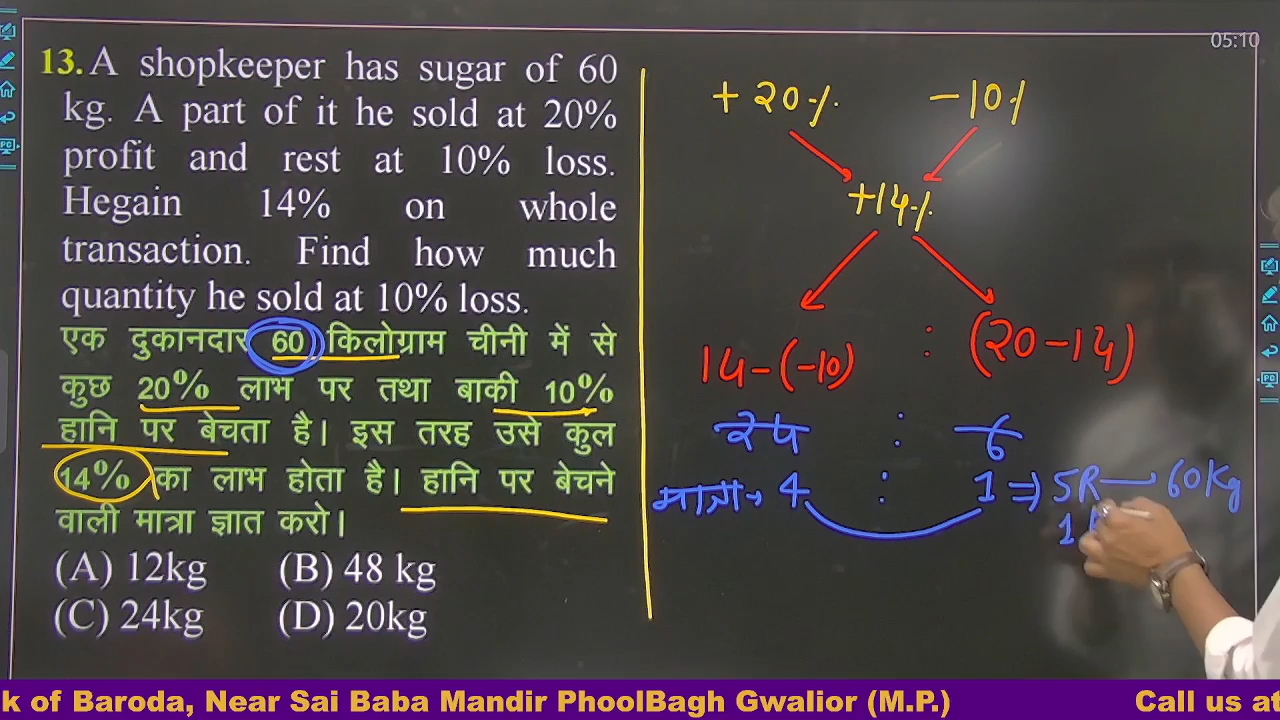 05:10
13. A shopkeeper has sugar of 60
kg. A part of it he sold at 20%
profit and rest at 10% loss.
Hegain 14% on whole
transaction. Find how much
quantity he sold at 10% loss.
एक दुकानदार 60 किलोग्राम चीनी में से
कुछ 20% लाभ पर तथा बाकी 10%
हानि पर बेचता है। इस तरह उसे कुल
14% का लाभ होता है। हानि पर बेचने
वाली मात्रा ज्ञात करो।
(A) 12kg (B) 48 kg
(C) 24kg (D) 20kg
+20% -10%
+14%
14-(-10) : (20-14)
24 : 6
मात्रा→ 4 : 1 ⇒ 5R — 60Kg
1
k of Baroda, Near Sai Baba Mandir PhoolBagh Gwalior (M.P.) Call us at